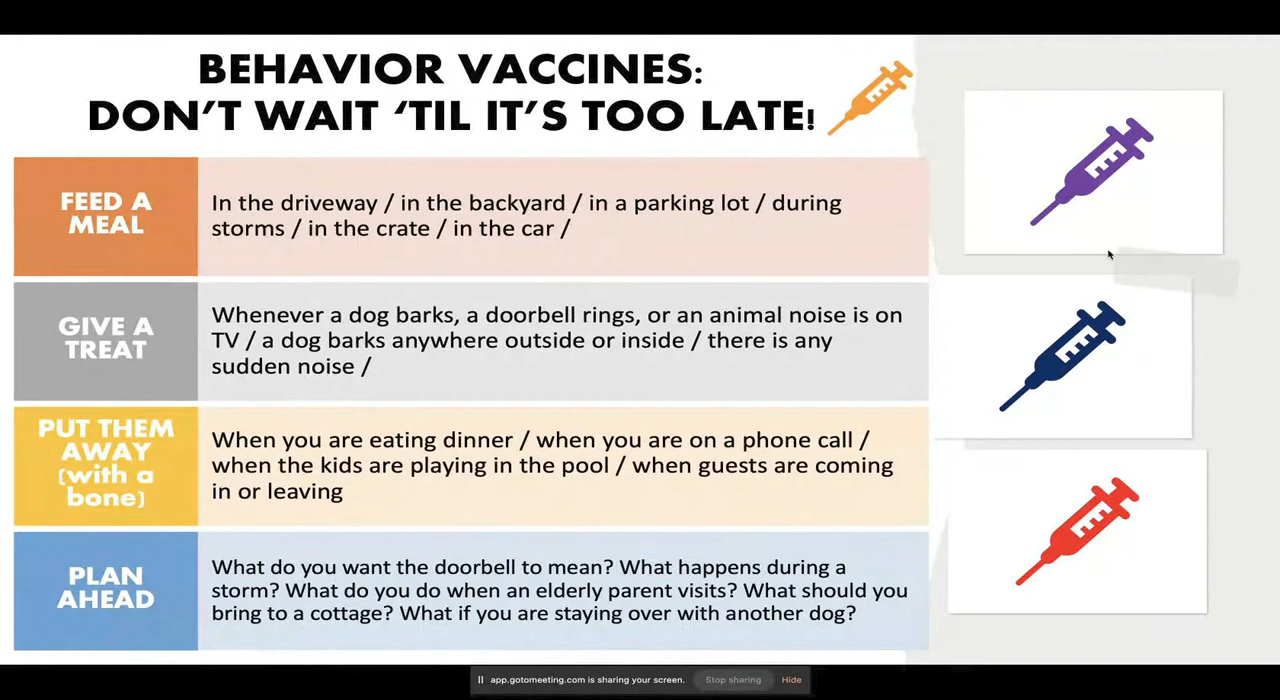 BEHAVIOR VACCINES:
DON'T WAIT 'TIL IT'S TOO LATE!
FEED A
MEAL
In the driveway / in the backyard / in a parking lot / during
storms / in the crate / in the car /
GIVE A
TREAT
Whenever a dog barks, a doorbell rings, or an animal noise is on
TV / a dog barks anywhere outside or inside / there is any
sudden noise /
PUT THEM
AWAY
(with a
bone)
When you are eating dinner / when you are on a phone call /
when the kids are playing in the pool / when guests are coming
in or leaving
PLAN
AHEAD
What do you want the doorbell to mean? What happens during a
storm? What do you do when an elderly parent visits? What should you
bring to a cottage? What if you are staying over with another dog?
app.gotomeeting.com is sharing your screen.
Stop sharing
Hide